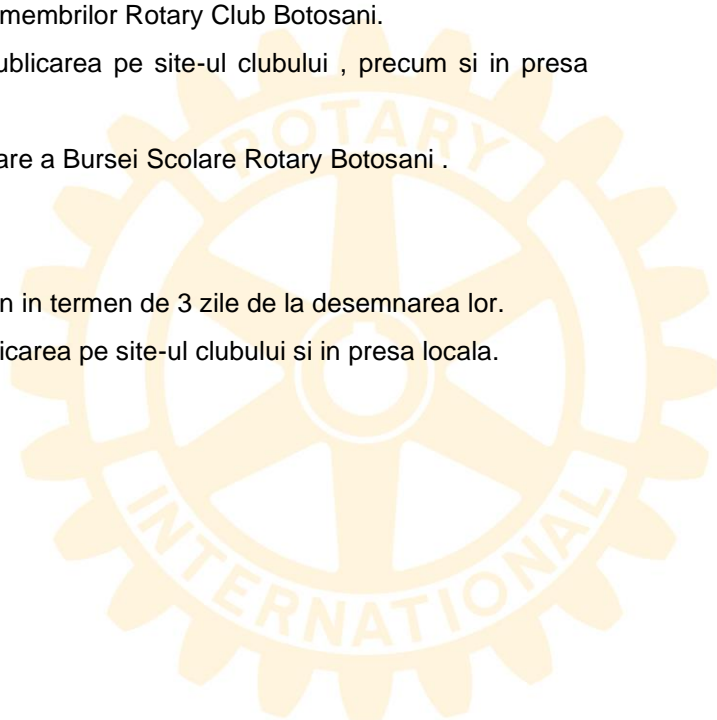 membrilor Rotary Club Botosani.
ublicarea pe site-ul clubului , precum si in presa
ROTARY
are a Bursei Scolare Rotary Botosani .
n in termen de 3 zile de la desemnarea lor.
icarea pe site-ul clubului si in presa locala.
INTERNATIONAL